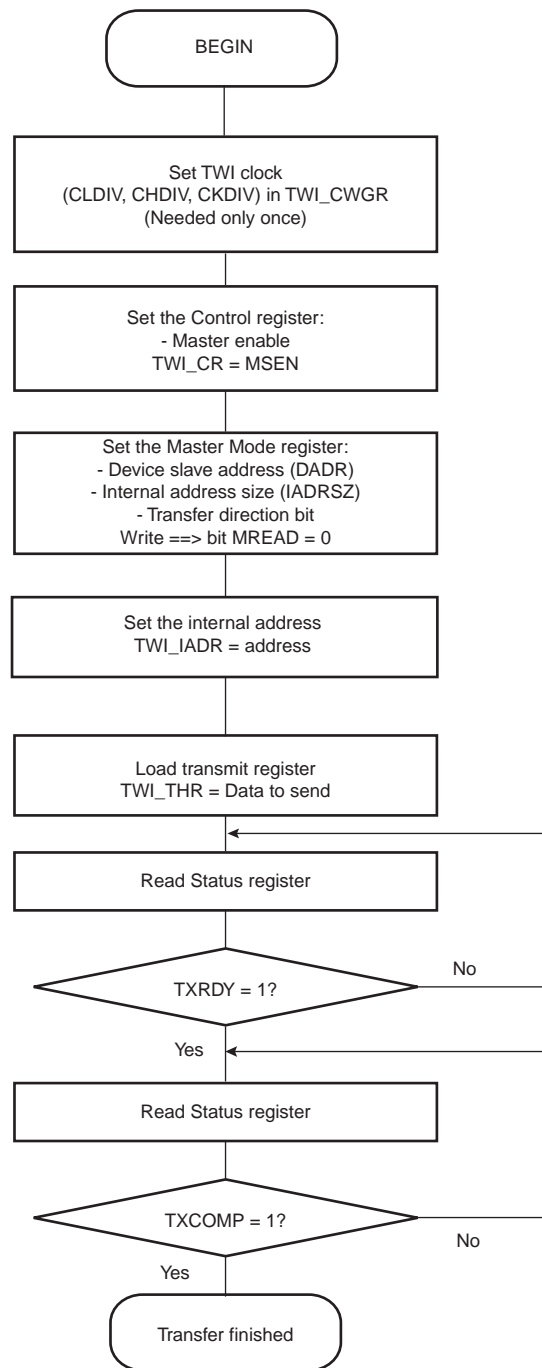 BEGIN
Set TWI clock
(CLDIV, CHDIV, CKDIV) in TWI_CWGR
(Needed only once)
Set the Control register:
- Master enable
TWI_CR = MSEN
Set the Master Mode register:
- Device slave address (DADR)
- Internal address size (IADRSZ)
- Transfer direction bit
Write ==> bit MREAD = 0
Set the internal address
TWI_IADR = address
Load transmit register
TWI_THR = Data to send
Read Status register
No
TXRDY = 1?
Yes
Read Status register
TXCOMP = 1?
No
Yes
Transfer finished